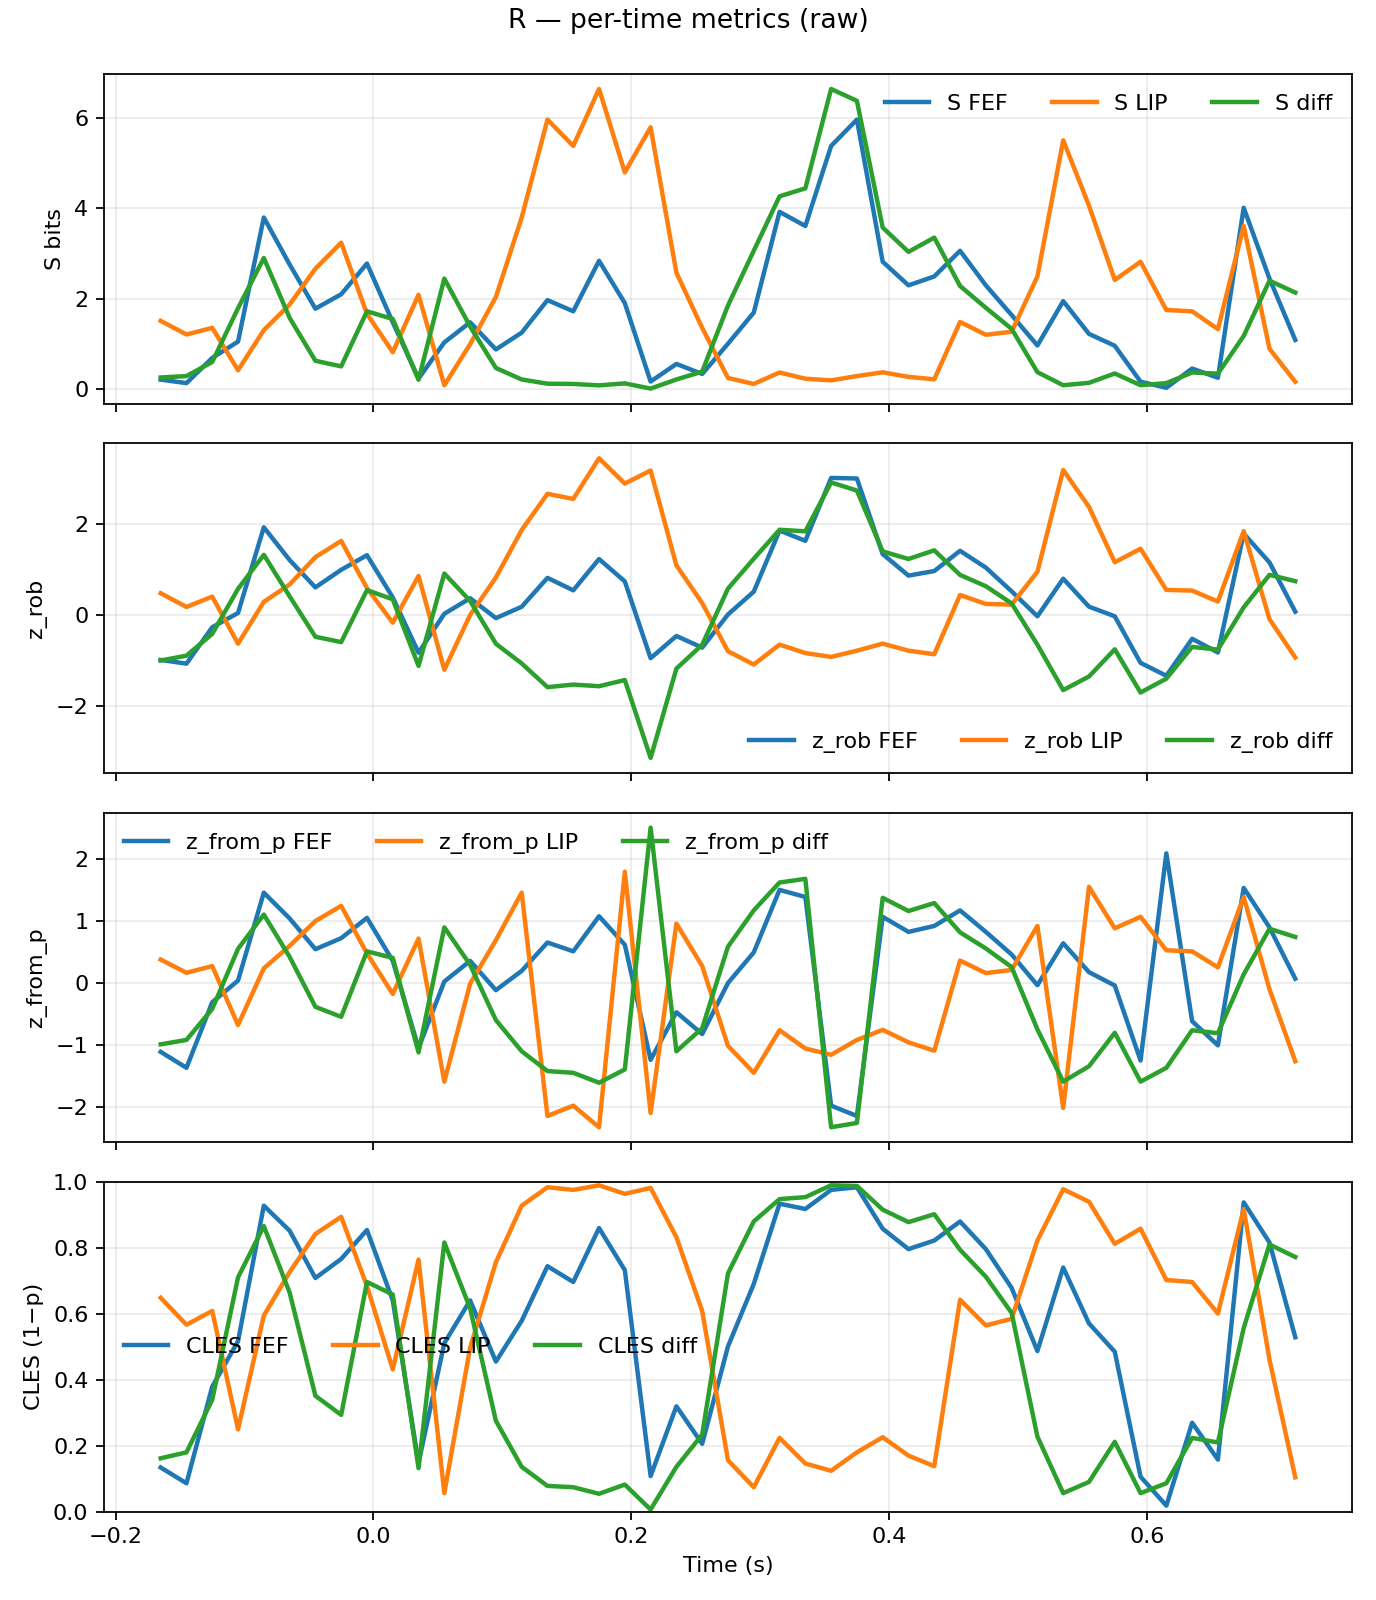 R — per-time metrics (raw)
S FEF S LIP S diff
6
4
2
0
S bits
2
0
−2
z_rob
z_rob FEF z_rob LIP z_rob diff
z_from_p FEF z_from_p LIP z_from_p diff
2
1
0
−1
−2
z_from_p
1.0
0.8
0.6
0.4
0.2
0.0
CLES (1−p)
CLES FEF CLES LIP CLES diff
−0.2 0.0 0.2 0.4 0.6
Time (s)